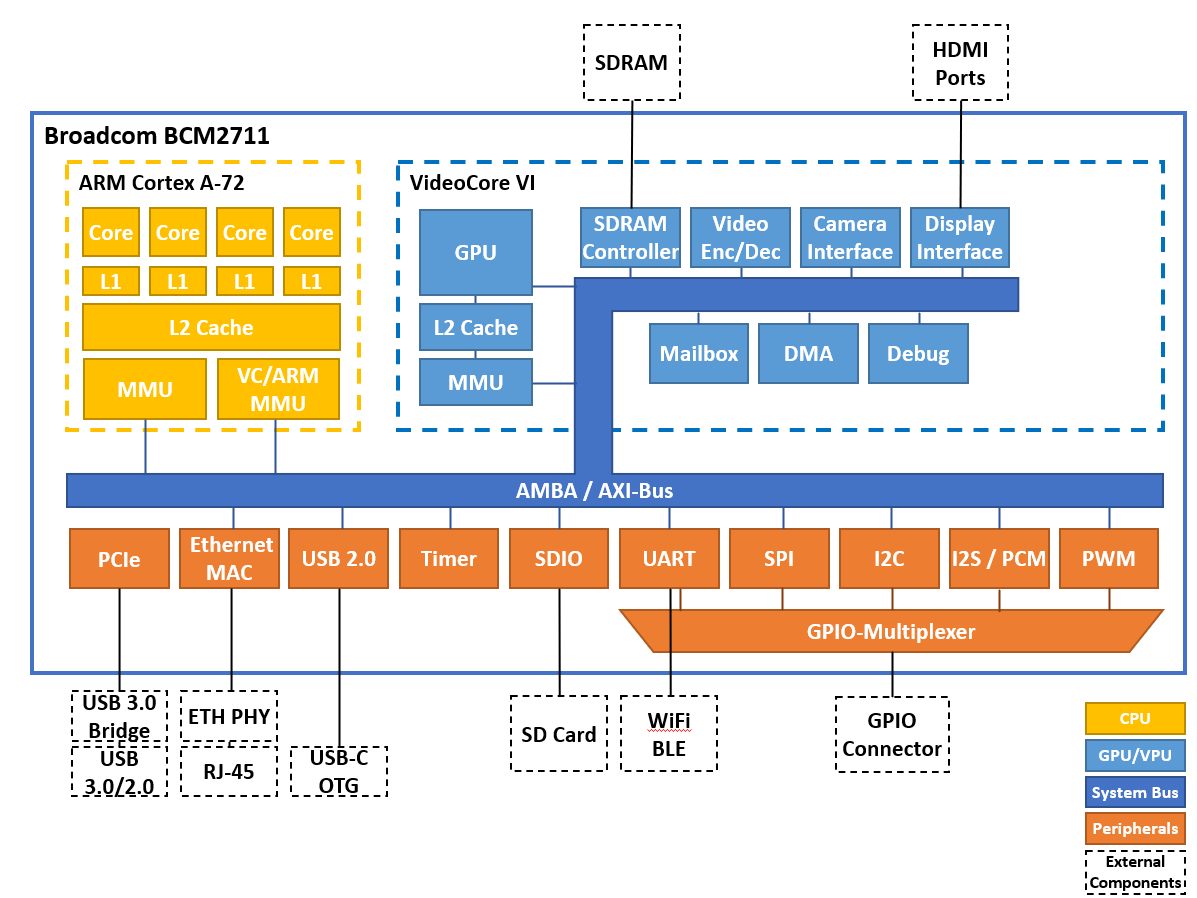 SDRAM
HDMI
Ports
Broadcom BCM2711
ARM Cortex A-72
Core
Core
Core
Core
L1
L1
L1
L1
L2 Cache
MMU
VC/ARM
MMU
VideoCore VI
GPU
L2 Cache
MMU
SDRAM
Controller
Video
Enc/Dec
Camera
Interface
Display
Interface
Mailbox
DMA
Debug
AMBA / AXI-Bus
PCIe
Ethernet
MAC
USB 2.0
Timer
SDIO
UART
SPI
I2C
I2S / PCM
PWM
GPIO-Multiplexer
USB 3.0
Bridge
USB
3.0/2.0
ETH PHY
RJ-45
USB-C
OTG
SD Card
WiFi
BLE
GPIO
Connector
CPU
GPU/VPU
System Bus
Peripherals
External
Components